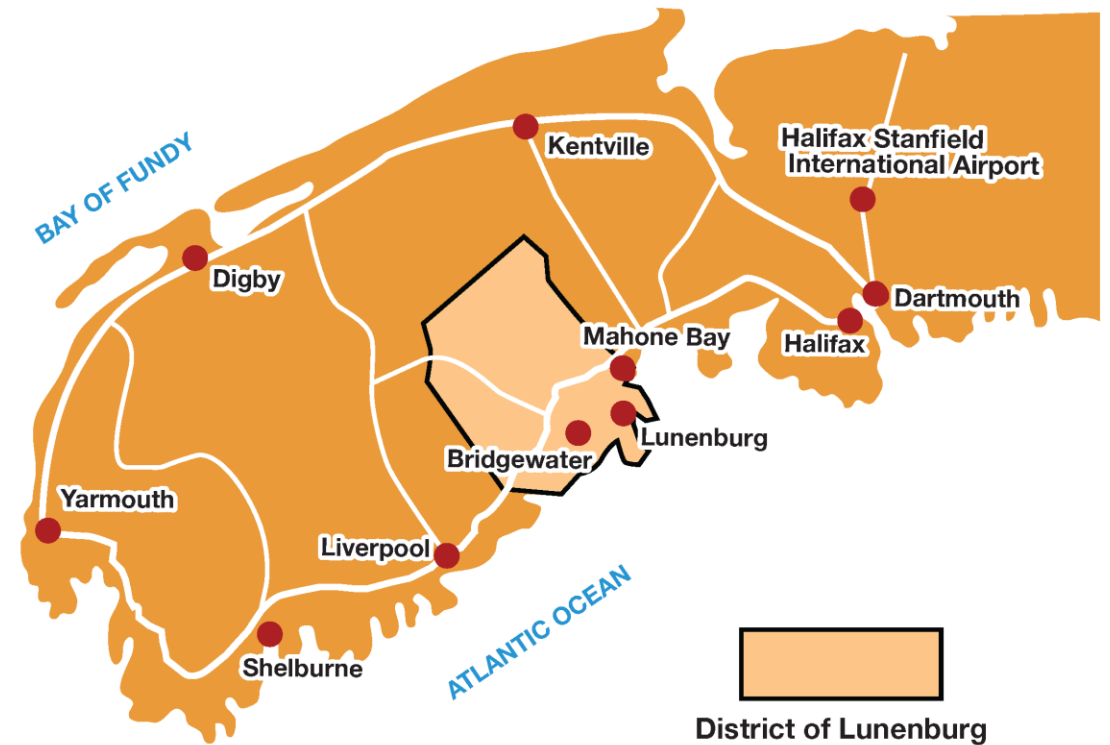 Halifax Stanfield
International Airport
Kentville
BAY OF FUNDY
Digby
Dartmouth
Mahone Bay
Halifax
Lunenburg
Bridgewater
Yarmouth
Liverpool
ATLANTIC OCEAN
Shelburne
District of Lunenburg